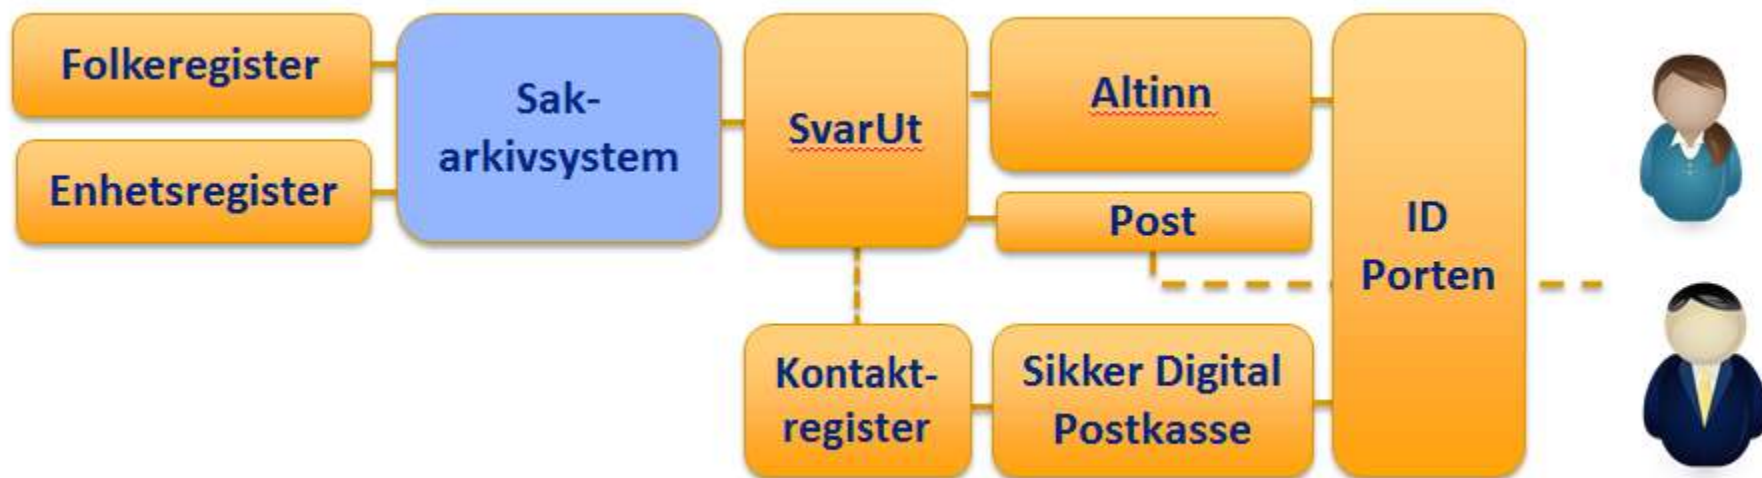 Folkeregister
Enhetsregister
Sak-
arkivsystem
SvarUt
Altinn
Post
Kontakt-
register
Sikker Digital
Postkasse
ID
Porten